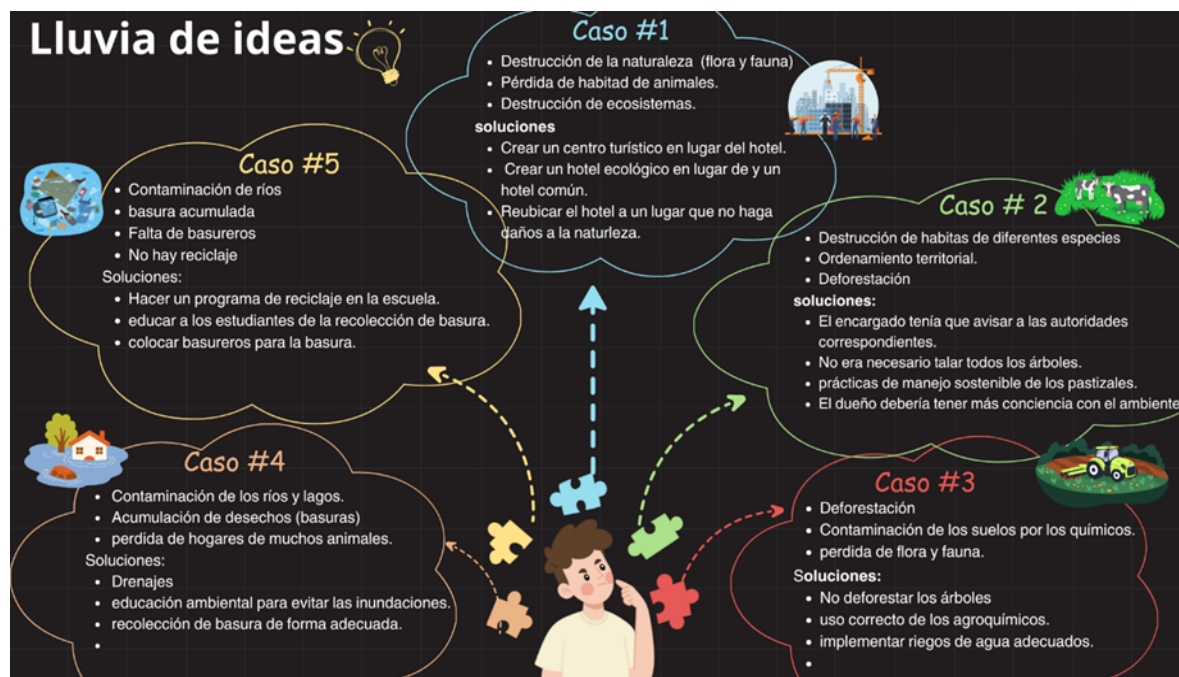 Lluvia de ideas
Caso #1
• Destrucción de la naturaleza (flora y fauna)
• Pérdida de habitad de animales.
• Destrucción de ecosistemas.
soluciones
• Crear un centro turístico en lugar del hotel.
• Crear un hotel ecológico en lugar de y un
hotel común.
• Reubicar el hotel a un lugar que no haga
daños a la naturleza.
Caso # 2
• Destrucción de habitas de diferentes especies
• Ordenamiento territorial.
• Deforestación
soluciones:
• El encargado tenía que avisar a las autoridades
correspondientes.
• No era necesario talar todos los árboles.
• prácticas de manejo sostenible de los pastizales.
• El dueño debería tener más conciencia con el ambiente
Caso #3
• Deforestación
• Contaminación de los suelos por los químicos.
• perdida de flora y fauna.
Soluciones:
• No deforestar los árboles
• uso correcto de los agroquímicos.
• implementar riegos de agua adecuados.
•
Caso #4
• Contaminación de los ríos y lagos.
• Acumulación de desechos (basuras)
• perdida de hogares de muchos animales.
Soluciones:
• Drenajes
• educación ambiental para evitar las inundaciones.
• recolección de basura de forma adecuada.
•
Caso #5
• Contaminación de ríos
• basura acumulada
• Falta de basureros
• No hay reciclaje
Soluciones:
• Hacer un programa de reciclaje en la escuela.
• educar a los estudiantes de la recolección de basura.
• colocar basureros para la basura.